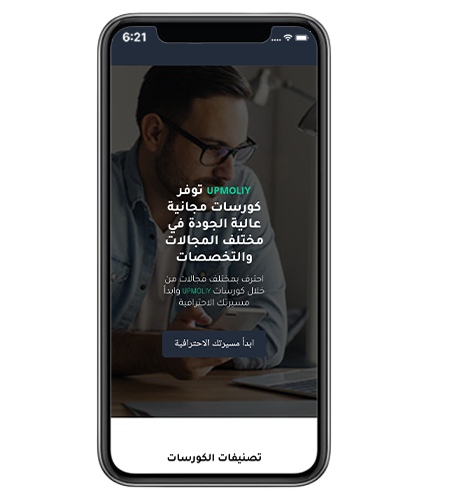 6:21
UPMOLIY توفر
كورسات مجانية
عالية الجودة في
مختلف المجالات
والتخصصات
احترف بمختلف مجالات من
خلال كورسات UPMOLIY وابدأ
مسيرتك الاحترافية
ابدأ مسيرتك الاحترافية
تصنيفات الكورسات